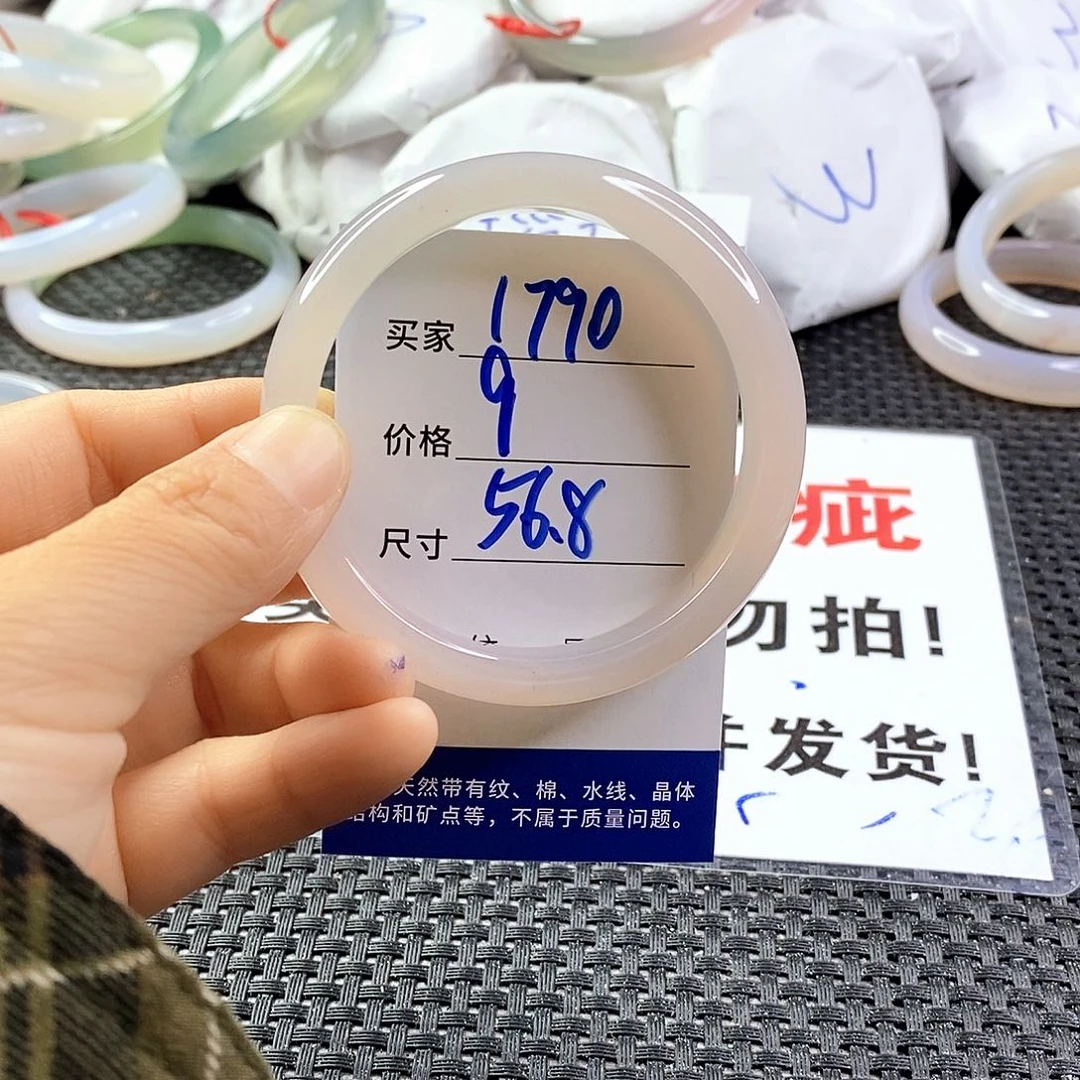 买家 1790
价格 9
尺寸 56.8
天然带有纹、棉、水线、晶体
结构和矿点等，不属于质量问题。
疵
勿拍!
发货!